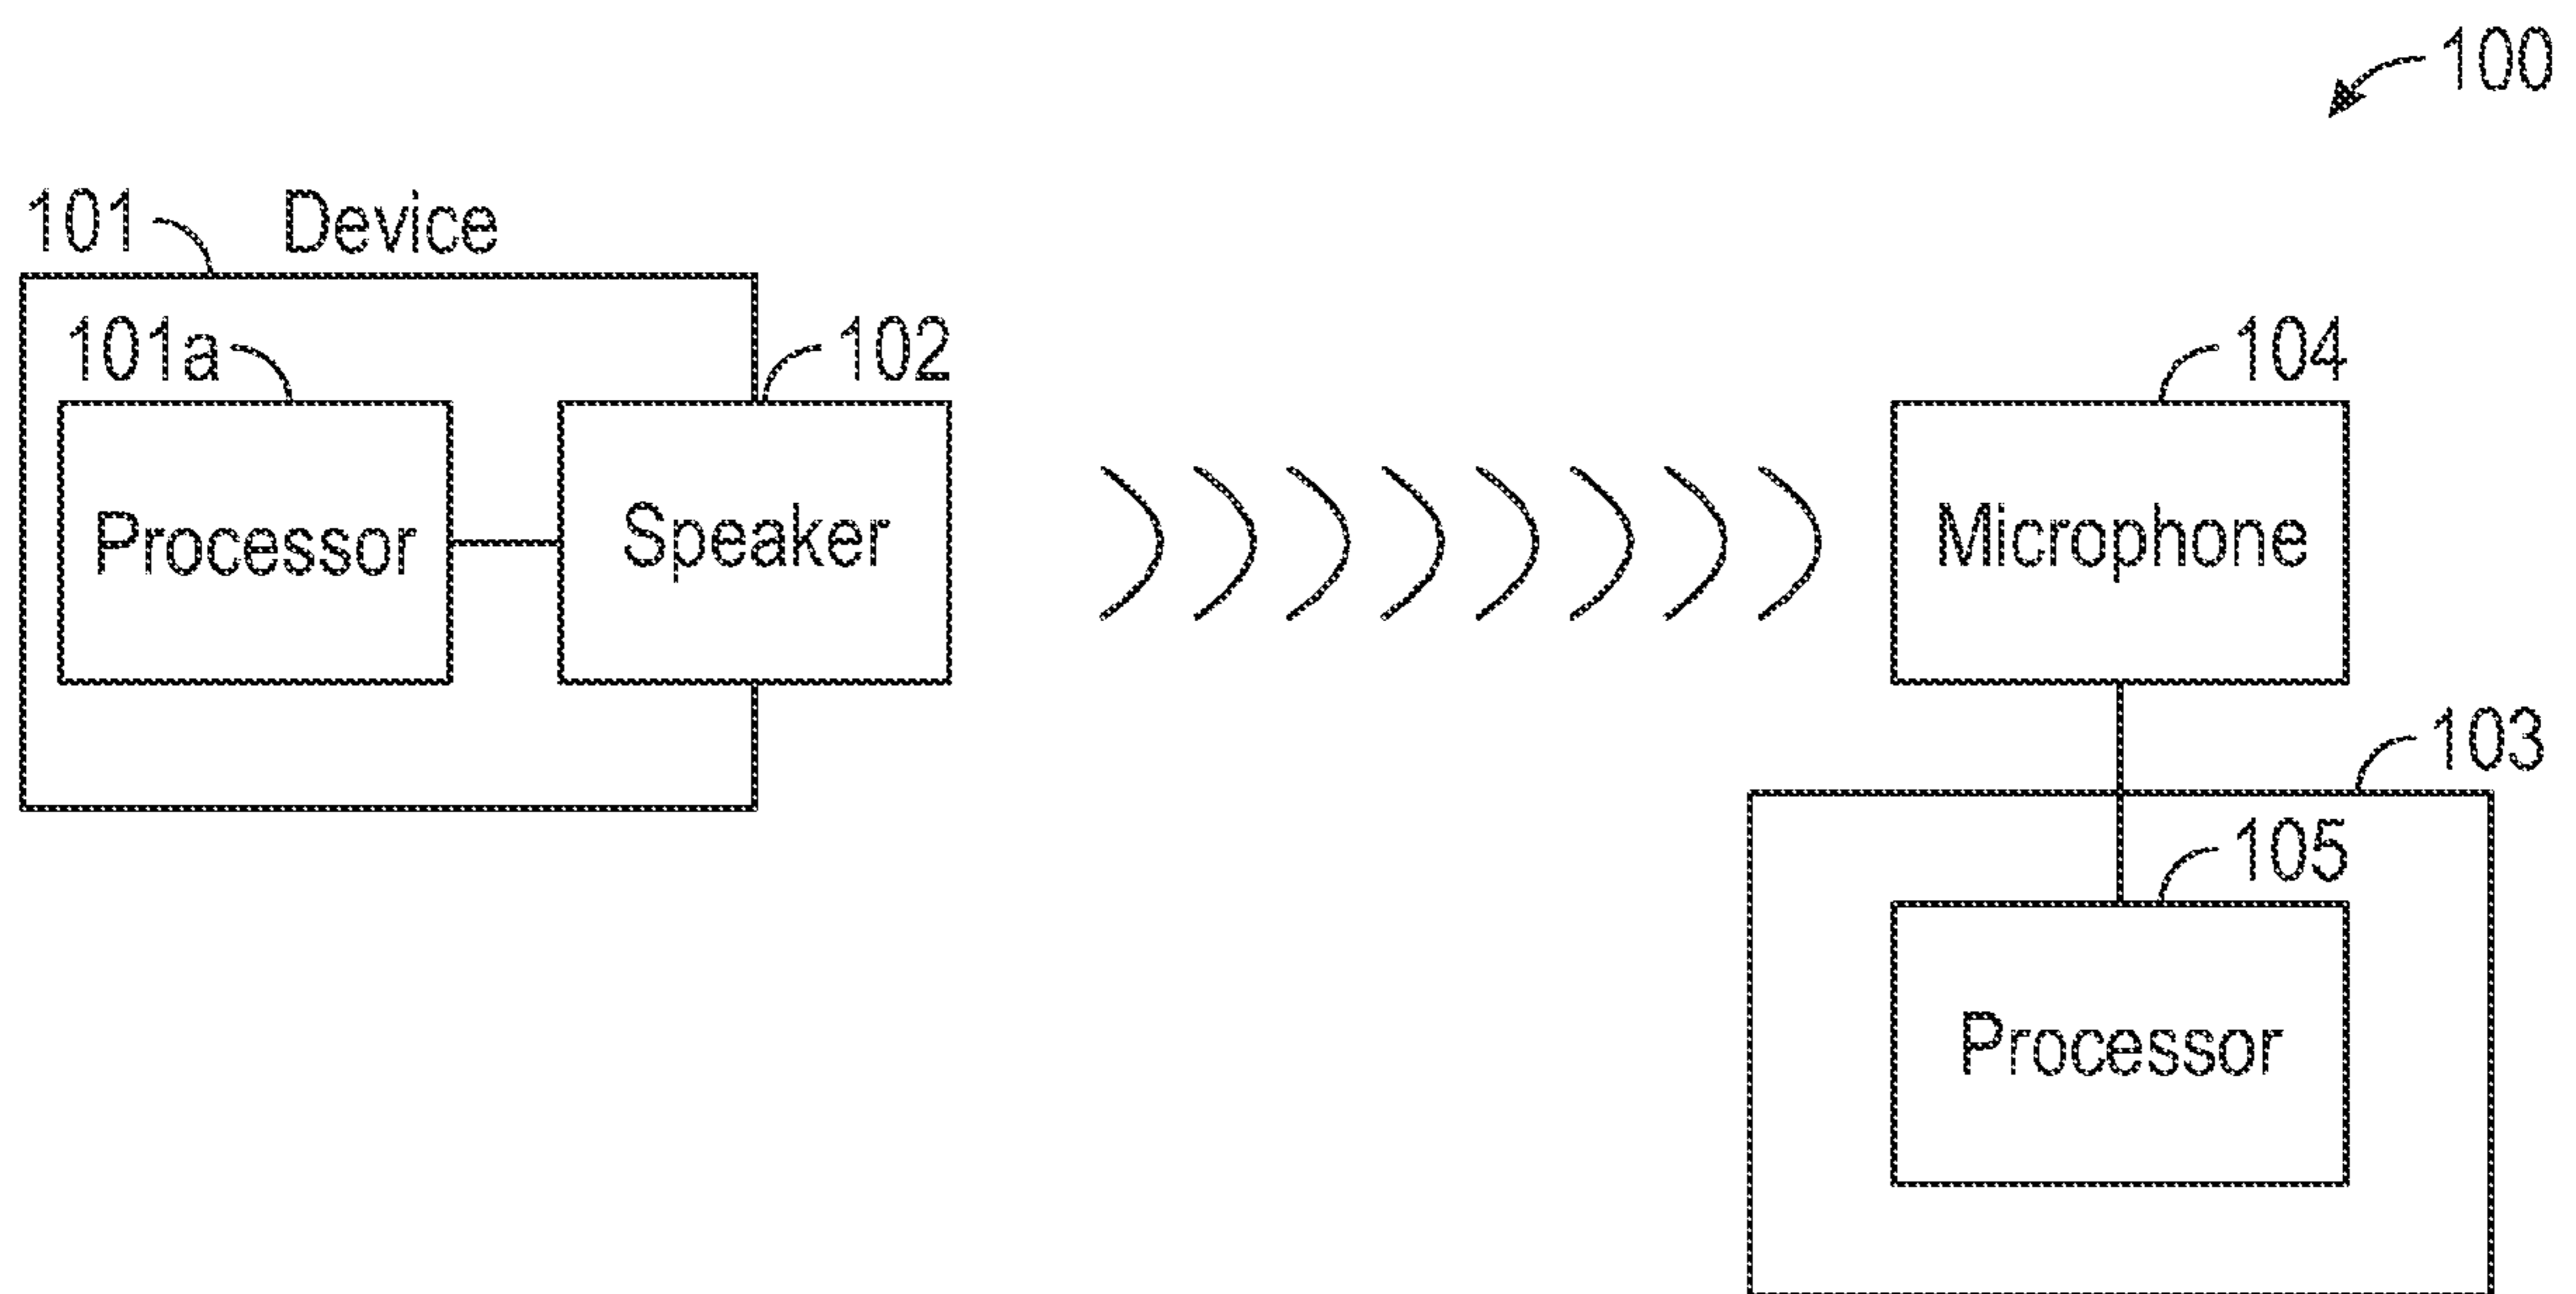 100
101 Device
101a 102
104
Processor Speaker Microphone
103
105
Processor